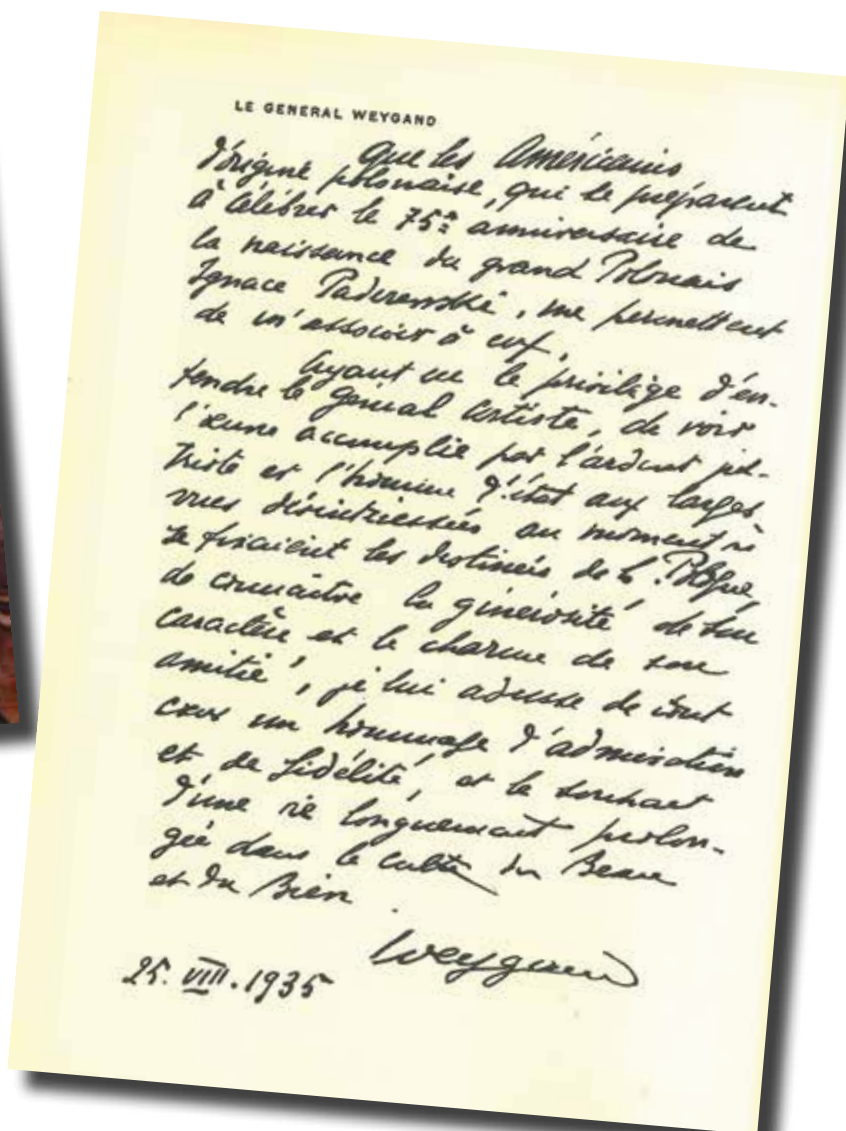 LE GENERAL WEYGAND
Que les Américains
d'origine polonaise, qui se préparent
à célébrer le 75e anniversaire de
la naissance du grand Polonais
Ignace Paderewski, me permettent
de m'associer à eux.
Ayant eu le privilège d'en-
tendre le génial artiste, de voir
l'œuvre accomplie par l'ardent pa-
triote et l'homme d'état aux larges
vues désintéressées au moment où
se fixaient les destinées de la Pologne,
de connaître la générosité de son
caractère et le charme de son
amitié, je lui adresse de tout
cœur un hommage d'admiration
et de fidélité, et le souhait
d'une vie longuement prolon-
gée dans le culte du Beau
et du Bien.
Weygand
25.VIII.1935